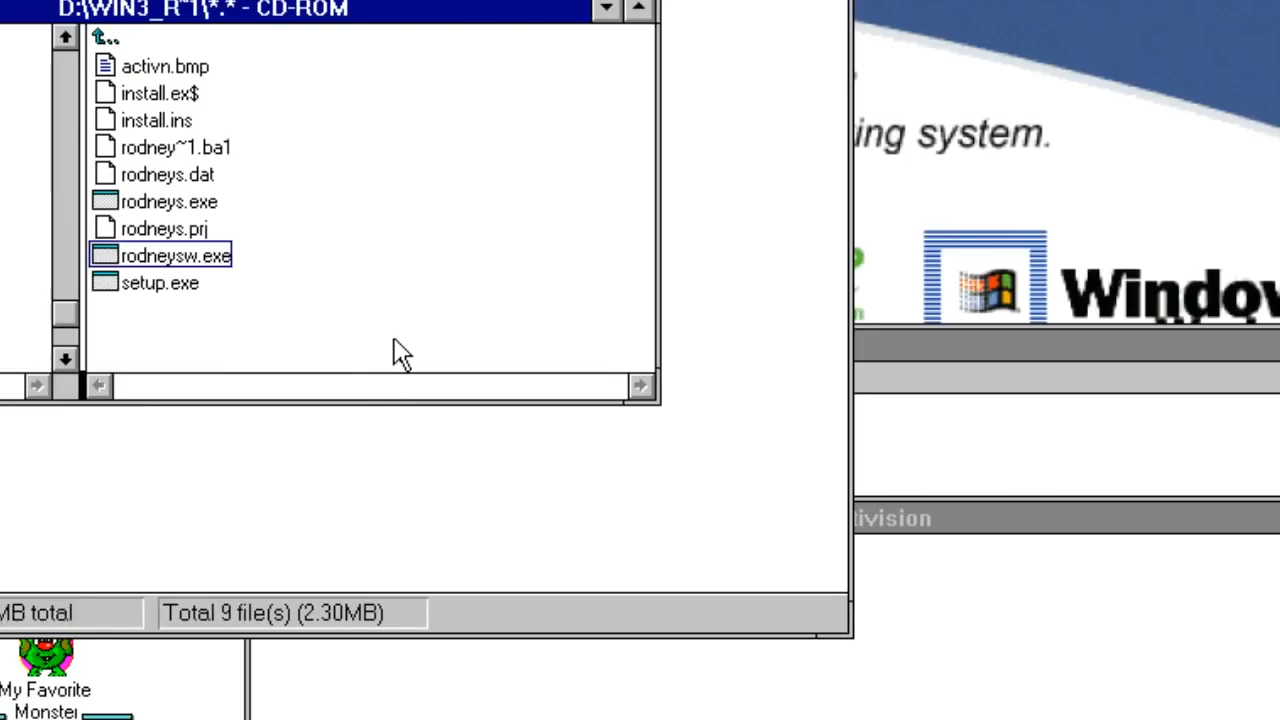 D:\WIN3_R~1\*.* - CD-ROM
..
activn.bmp
install.ex$
install.ins
rodney~1.ba1
rodneys.dat
rodneys.exe
rodneys.prj
rodneysw.exe
setup.exe
ing system.
Window
tivision
MB total
Total 9 file(s) (2.30MB)
My Favorite
Monster